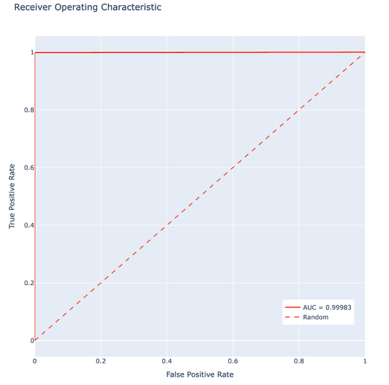 Receiver Operating Characteristic
1
0.8
0.6
0.4
0.2
0
True Positive Rate
AUC = 0.99983
Random
0
0.2
0.4
0.6
0.8
1
False Positive Rate